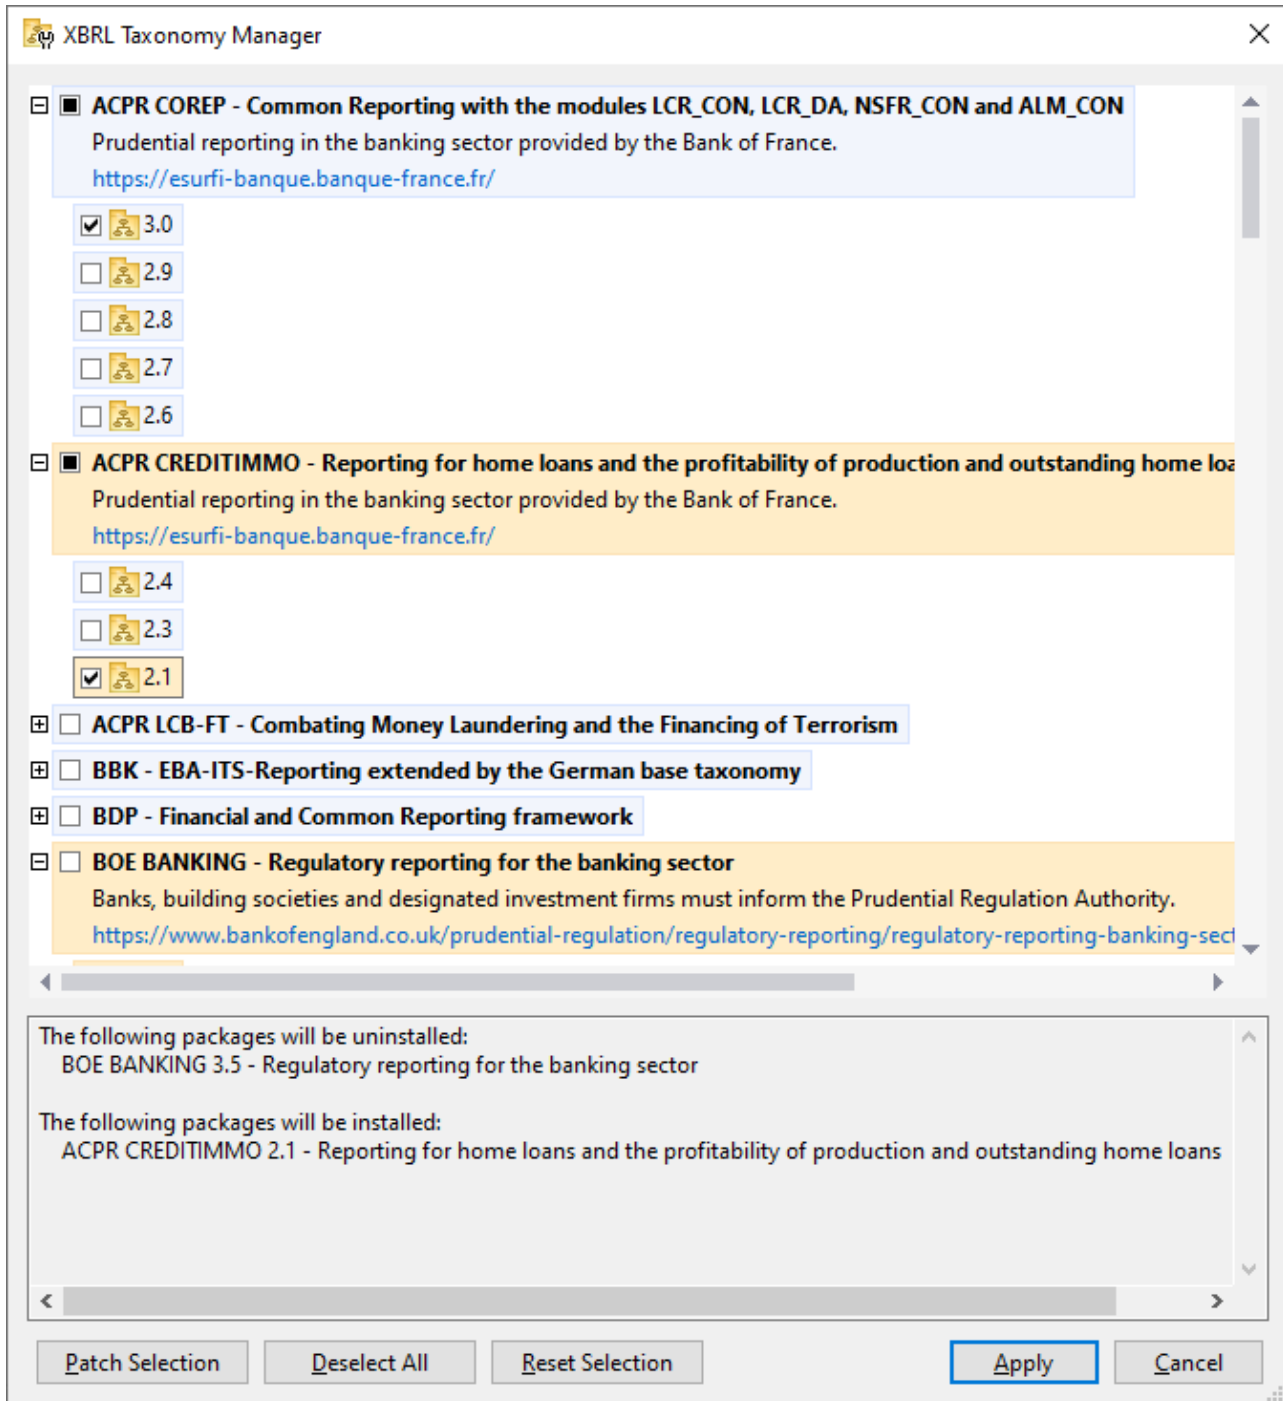 XBRL Taxonomy Manager
ACPR COREP - Common Reporting with the modules LCR_CON, LCR_DA, NSFR_CON and ALM_CON
Prudential reporting in the banking sector provided by the Bank of France.
https://esurfi-banque.banque-france.fr/
3.0
2.9
2.8
2.7
2.6
ACPR CREDITIMMO - Reporting for home loans and the profitability of production and outstanding home loa
Prudential reporting in the banking sector provided by the Bank of France.
https://esurfi-banque.banque-france.fr/
2.4
2.3
2.1
ACPR LCB-FT - Combating Money Laundering and the Financing of Terrorism
BBK - EBA-ITS-Reporting extended by the German base taxonomy
BDP - Financial and Common Reporting framework
BOE BANKING - Regulatory reporting for the banking sector
Banks, building societies and designated investment firms must inform the Prudential Regulation Authority.
https://www.bankofengland.co.uk/prudential-regulation/regulatory-reporting/regulatory-reporting-banking-sect
The following packages will be uninstalled:
BOE BANKING 3.5 - Regulatory reporting for the banking sector
The following packages will be installed:
ACPR CREDITIMMO 2.1 - Reporting for home loans and the profitability of production and outstanding home loans
Patch Selection Deselect All Reset Selection Apply Cancel